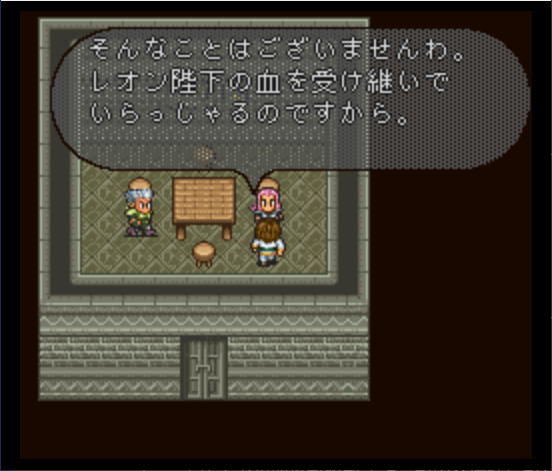 そんなことはございませんわ。
レオン陛下の血を受け継いで
いらっしゃるのですから。